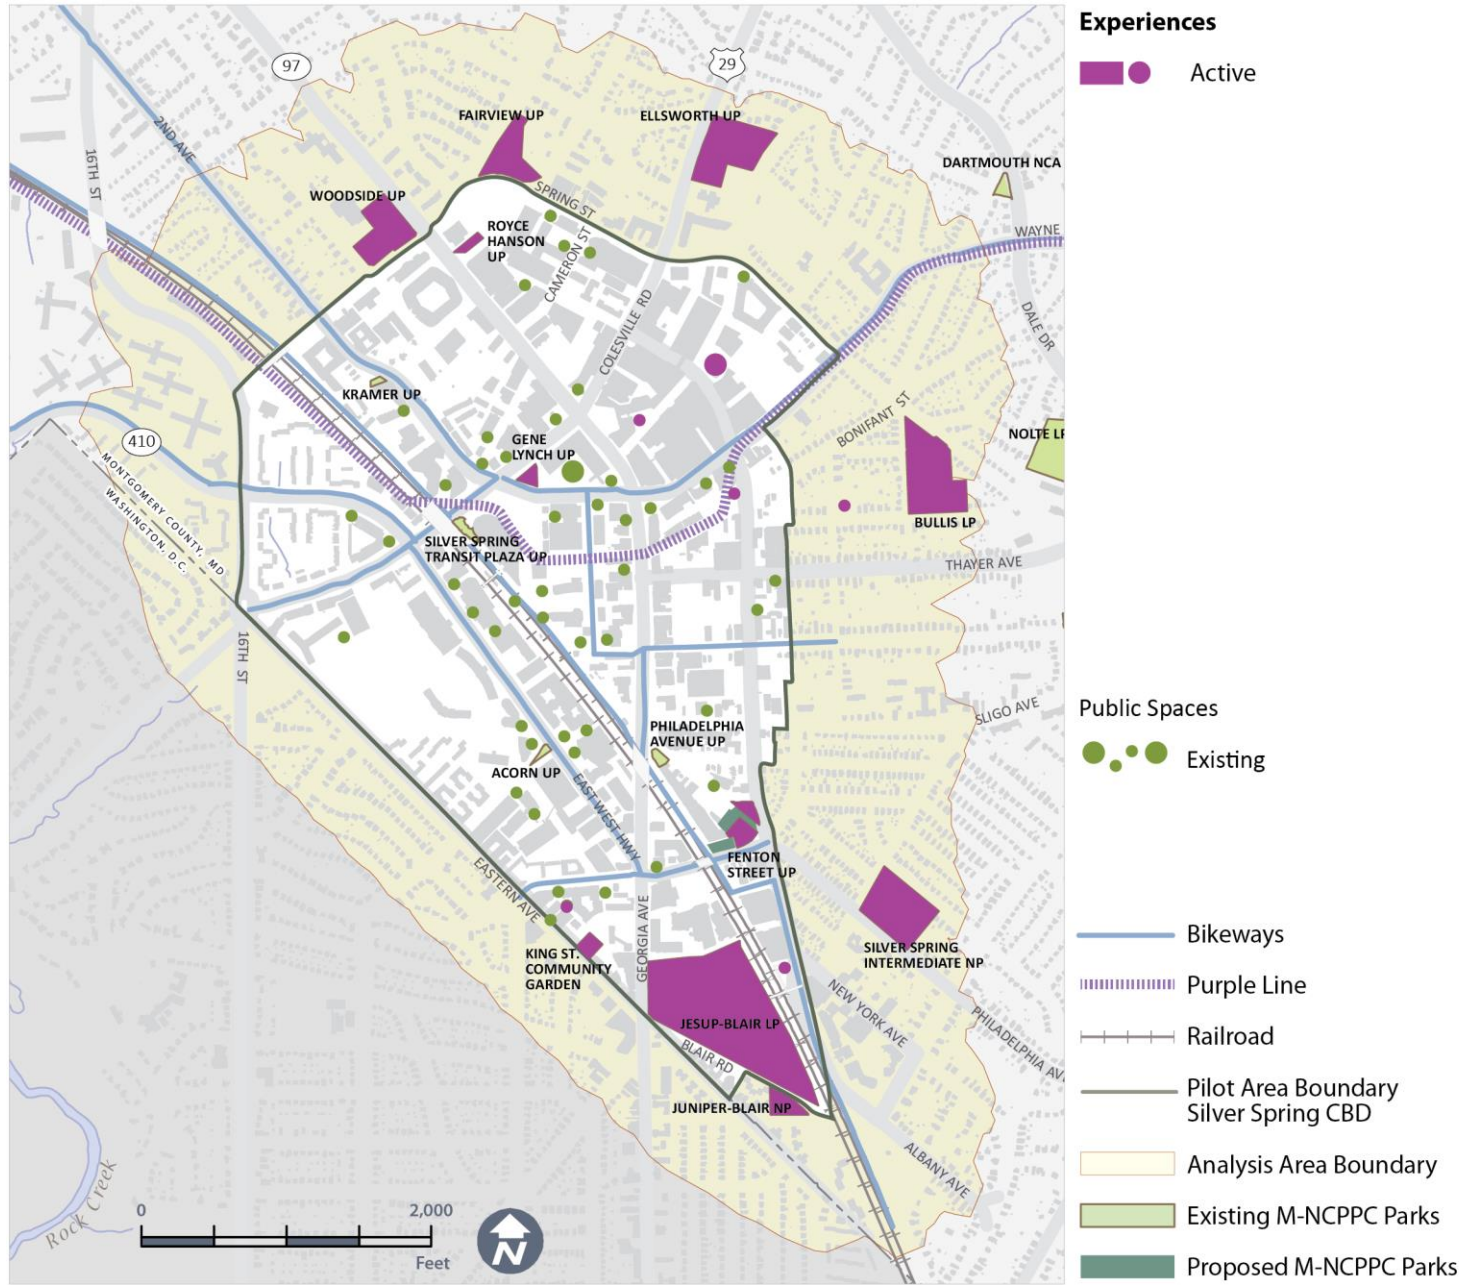 97
29
FAIRVIEW UP
ELLSWORTH UP
2ND AVE
16TH ST
DARTMOUTH NCA
WOODSIDE UP
SPRING ST
ROYCE
HANSON
UP
CAMERON ST
WAYNE
COLESVILLE RD
DALE DR
KRAMER UP
410
BONIFANT ST
NOLTE LP
GENE
LYNCH UP
MONTGOMERY COUNTY, MD
WASHINGTON, D.C.
BULLIS LP
SILVER SPRING
TRANSIT PLAZA UP
THAYER AVE
16TH ST
SLIGO AVE
PHILADELPHIA
AVENUE UP
ACORN UP
EAST WEST HWY
FENTON
STREET UP
EASTERN AVE
GEORGIA AVE
SILVER SPRING
INTERMEDIATE NP
KING ST.
COMMUNITY
GARDEN
NEW YORK AVE
PHILADELPHIA AV
JESUP-BLAIR LP
BLAIR RD
JUNIPER-BLAIR NP
ALBANY AVE
Rock Creek
0
2,000
Feet
N
Experiences
Active
Public Spaces
Existing
Bikeways
Purple Line
Railroad
Pilot Area Boundary
Silver Spring CBD
Analysis Area Boundary
Existing M-NCPPC Parks
Proposed M-NCPPC Parks